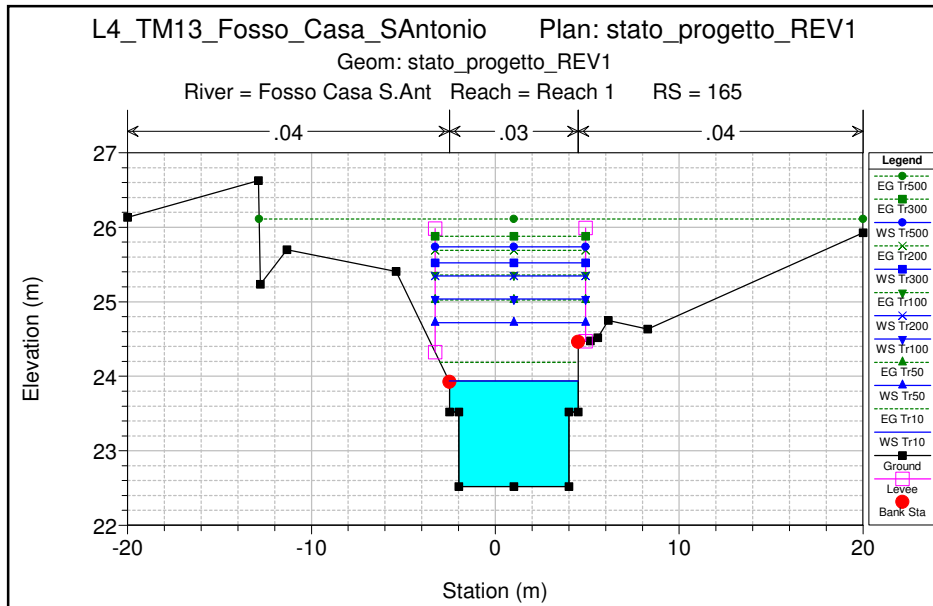 L4_TM13_Fosso_Casa_SAntonio Plan: stato_progetto_REV1
Geom: stato_progetto_REV1
River = Fosso Casa S.Ant Reach = Reach 1 RS = 165
.04 .03 .04
27
26
25
24
23
22
Elevation (m)
-20 -10 0 10 20
Station (m)
Legend
EG Tr500
EG Tr300
WS Tr500
EG Tr200
WS Tr300
EG Tr100
WS Tr200
WS Tr100
EG Tr50
WS Tr50
EG Tr10
WS Tr10
Ground
Levee
Bank Sta